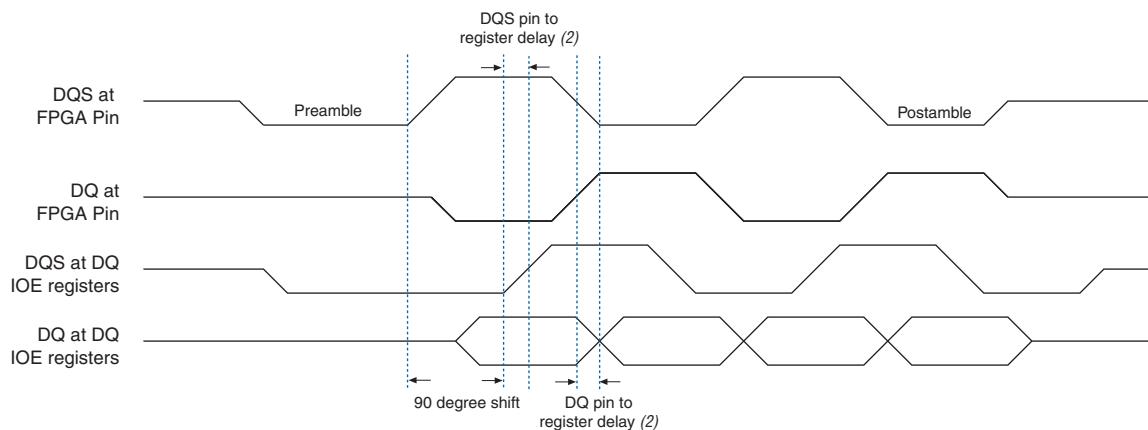 DQS pin to
register delay (2)
DQS at
FPGA Pin
Preamble
Postamble
DQ at
FPGA Pin
DQS at DQ
IOE registers
DQ at DQ
IOE registers
90 degree shift
DQ pin to
register delay (2)